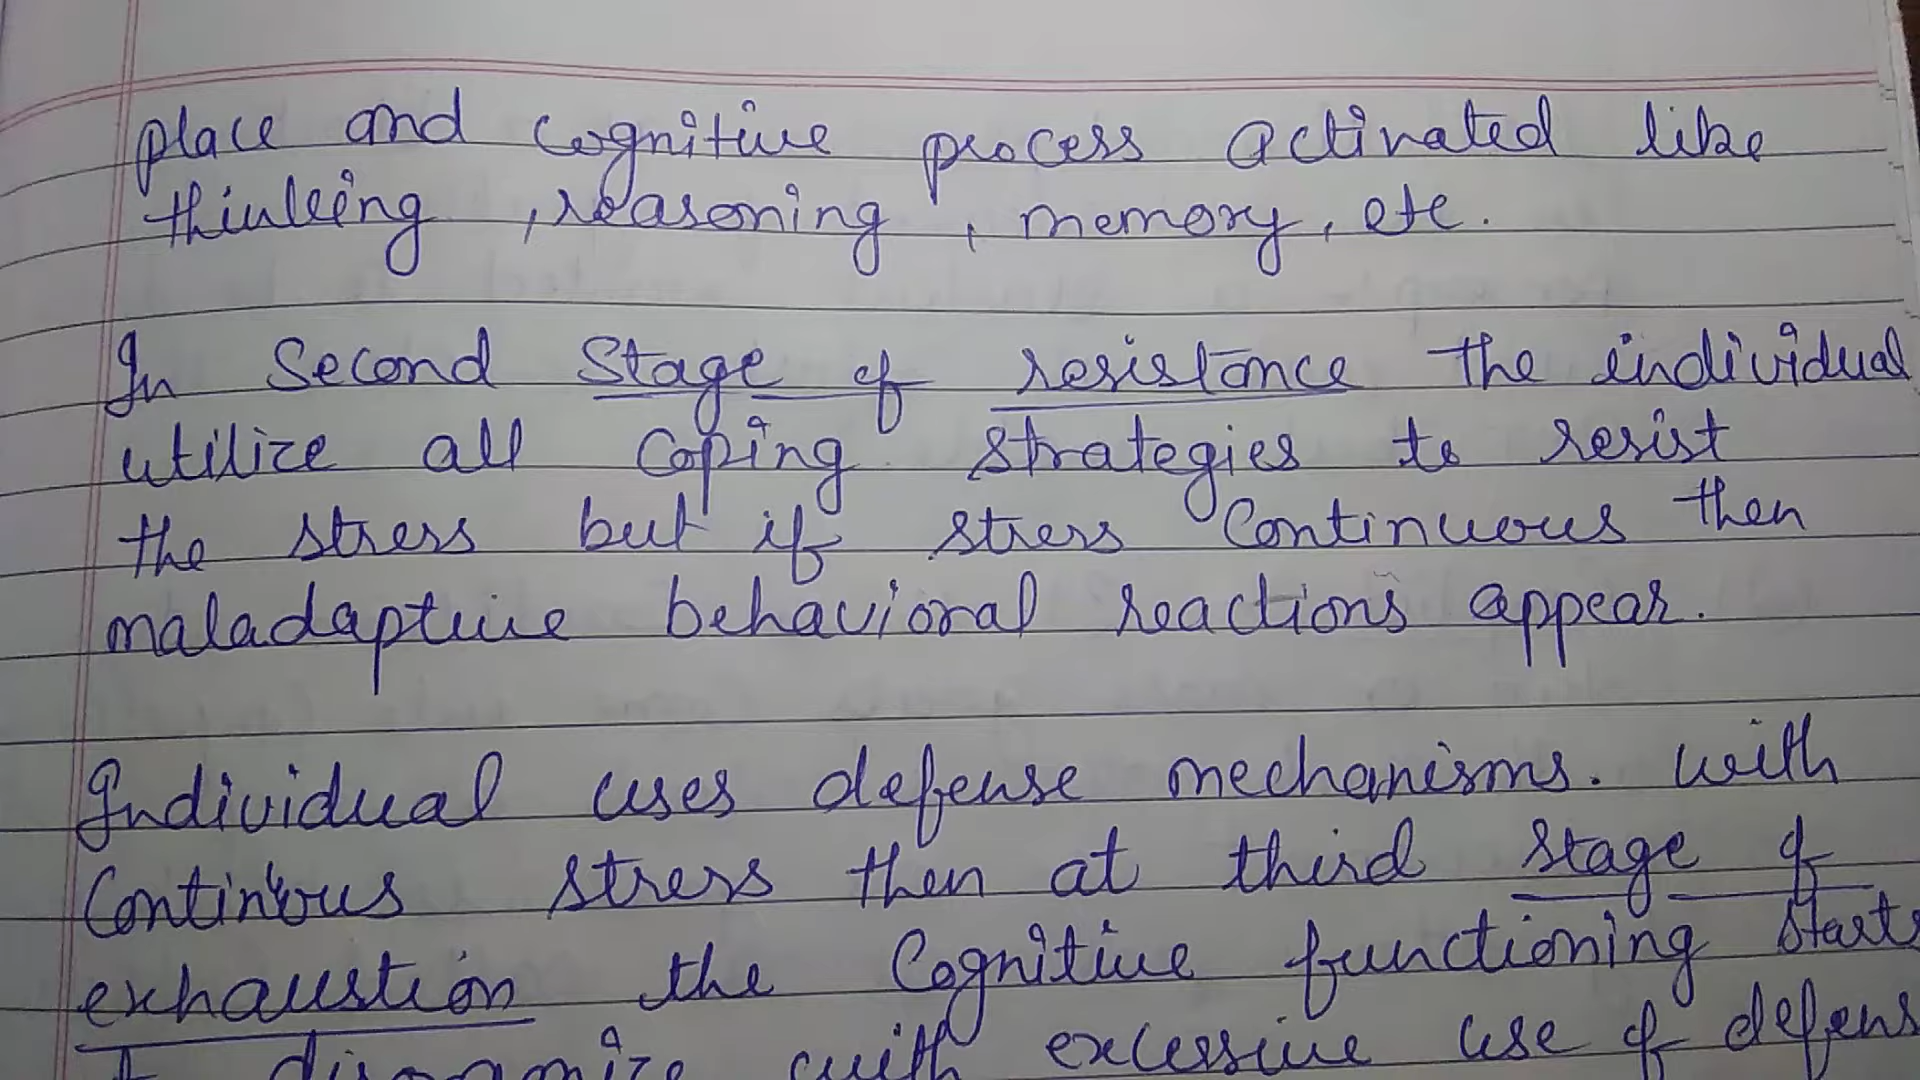 place and cognitive process activated like
thinking , reasoning , memory, etc.
In Second Stage of resistance the individual
utilize all coping strategies to resist
the stress but if stress Continuous then
maladaptive behavioral reactions appear.
Individual uses defense mechanisms. with
Continuous stress then at third stage of
exhaustion the Cognitive functioning starts
with excessive use of defens